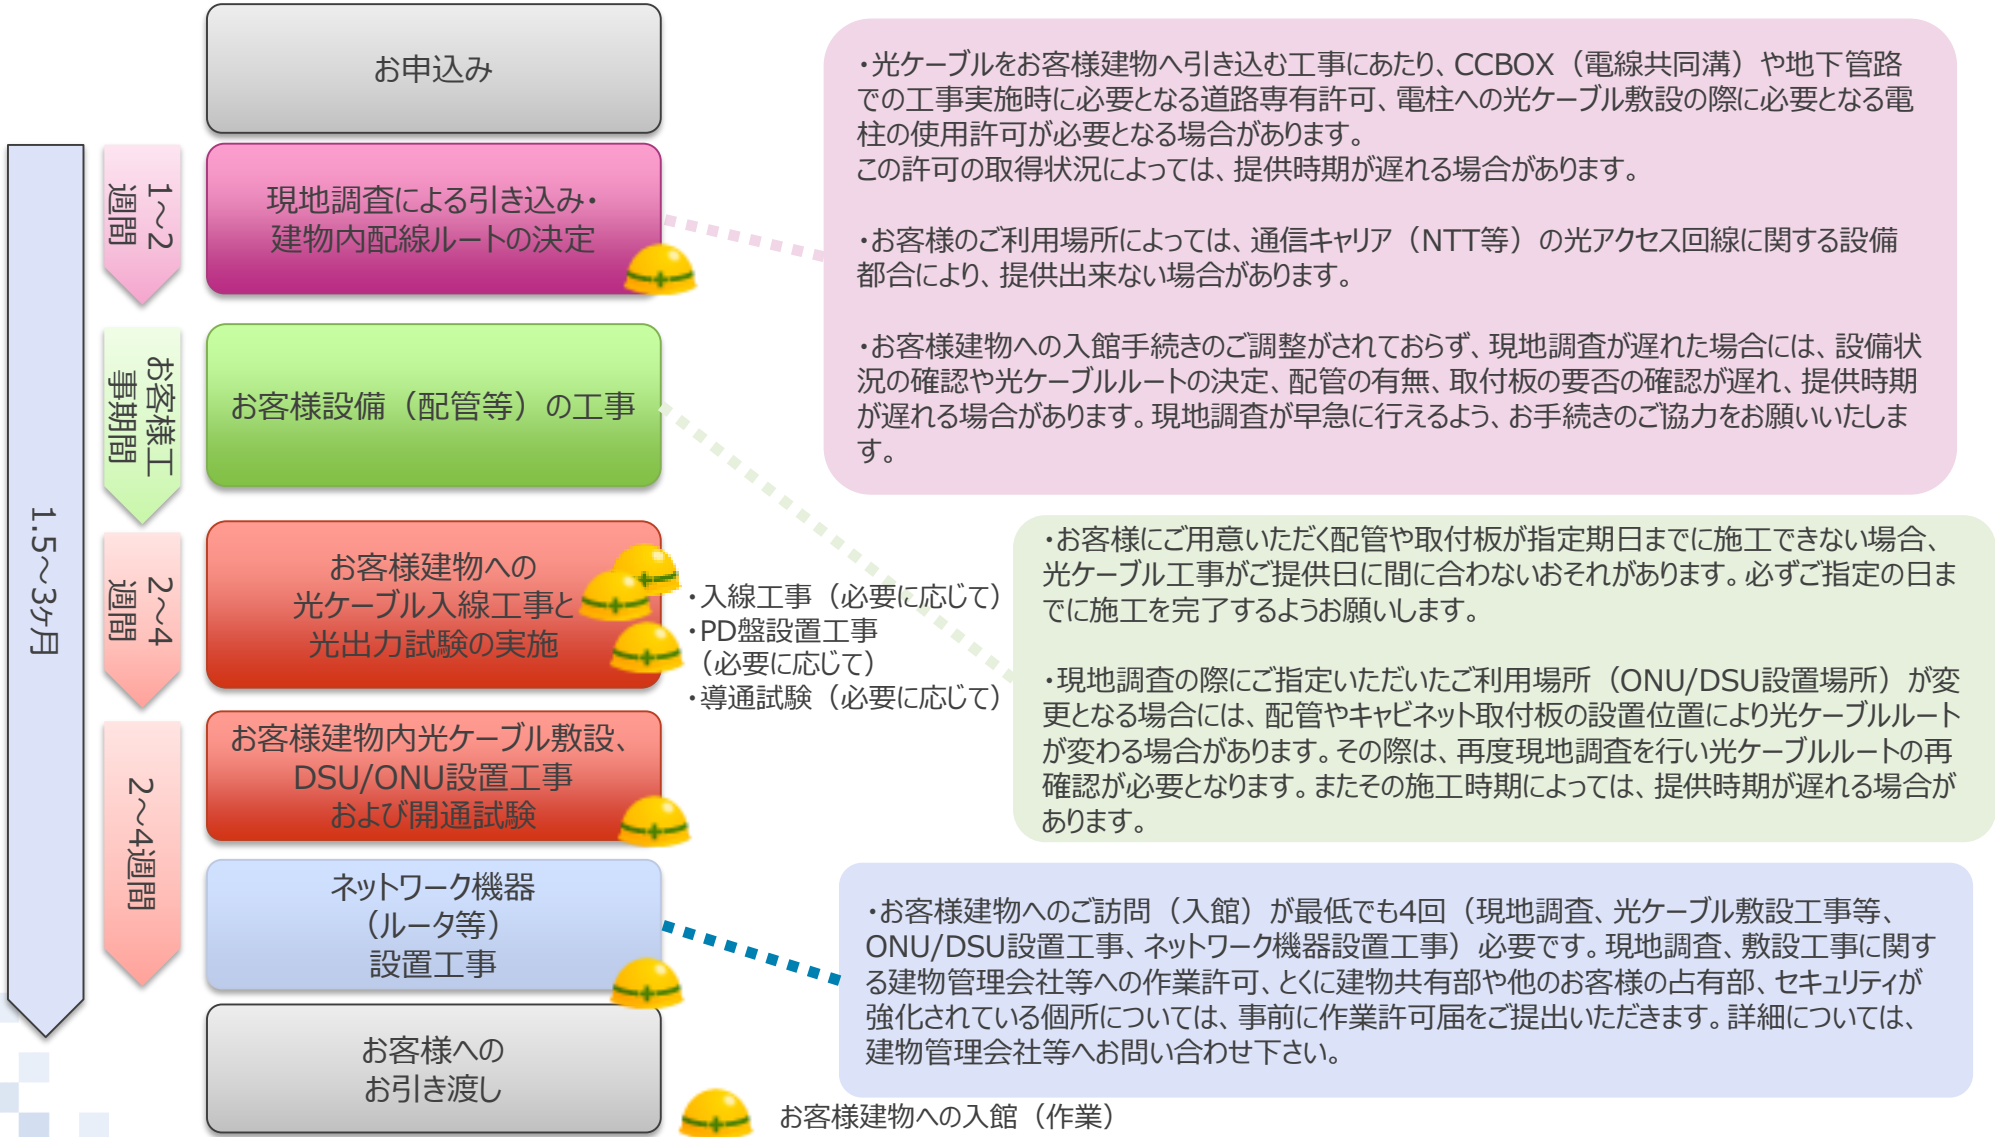 お申込み
1.5～3ヶ月
1～2
週間
現地調査による引き込み・
建物内配線ルートの決定
お客様工
事期間
お客様設備（配管等）の工事
2～4
週間
お客様建物への
光ケーブル入線工事と
光出力試験の実施
・入線工事（必要に応じて）
・PD盤設置工事
（必要に応じて）
・導通試験（必要に応じて）
2～4週間
お客様建物内光ケーブル敷設、
DSU/ONU設置工事
および開通試験
ネットワーク機器
（ルータ等）
設置工事
お客様への
お引き渡し
・光ケーブルをお客様建物へ引き込む工事にあたり、CCBOX（電線共同溝）や地下管路
での工事実施時に必要となる道路専有許可、電柱への光ケーブル敷設の際に必要となる電
柱の使用許可が必要となる場合があります。
この許可の取得状況によっては、提供時期が遅れる場合があります。
・お客様のご利用場所によっては、通信キャリア（NTT等）の光アクセス回線に関する設備
都合により、提供出来ない場合があります。
・お客様建物への入館手続きのご調整がされておらず、現地調査が遅れた場合には、設備状
況の確認や光ケーブルルートの決定、配管の有無、取付板の要否の確認が遅れ、提供時期
が遅れる場合があります。現地調査が早急に行えるよう、お手続きのご協力をお願いいたしま
す。
・お客様にご用意いただく配管や取付板が指定期日までに施工できない場合、
光ケーブル工事がご提供日に間に合わないおそれがあります。必ずご指定の日ま
でに施工を完了するようお願いします。
・現地調査の際にご指定いただいたご利用場所（ONU/DSU設置場所）が変
更となる場合には、配管やキャビネット取付板の設置位置により光ケーブルルート
が変わる場合があります。その際は、再度現地調査を行い光ケーブルルートの再
確認が必要となります。またその施工時期によっては、提供時期が遅れる場合が
あります。
・お客様建物へのご訪問（入館）が最低でも4回（現地調査、光ケーブル敷設工事等、
ONU/DSU設置工事、ネットワーク機器設置工事）必要です。現地調査、敷設工事に関す
る建物管理会社等への作業許可、とくに建物共有部や他のお客様の占有部、セキュリティが
強化されている個所については、事前に作業許可届をご提出いただきます。詳細については、
建物管理会社等へお問い合わせ下さい。
お客様建物への入館（作業）